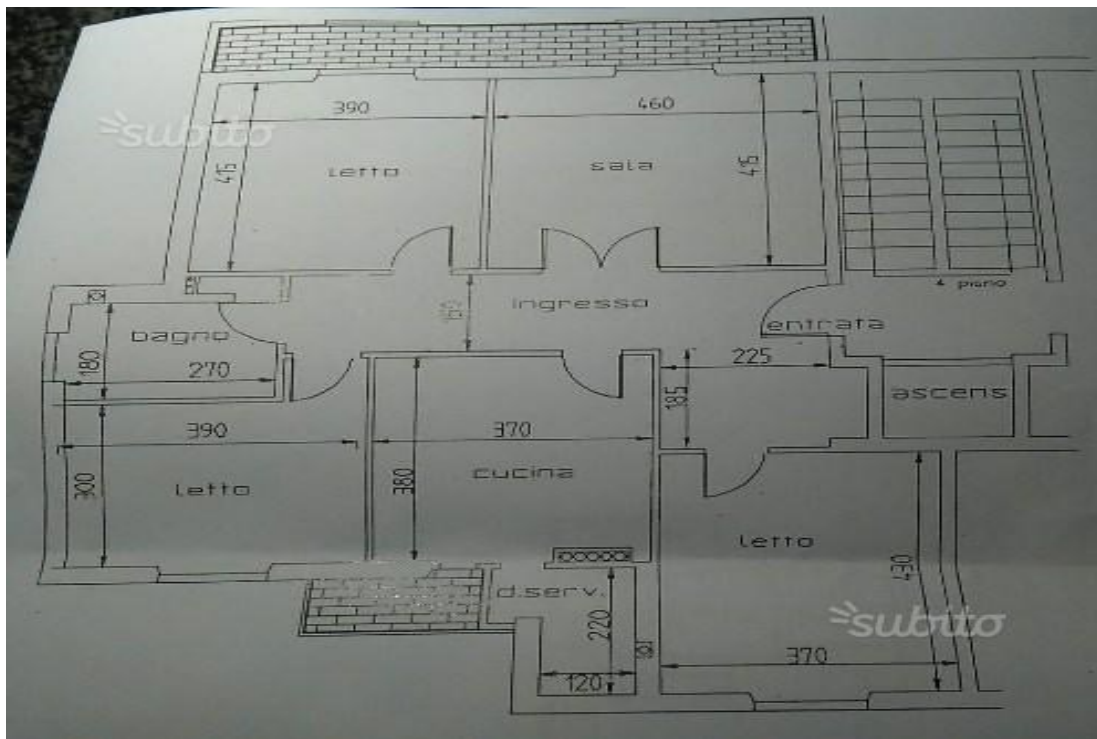 390
460
subito
415
letto
sala
415
4 piano
ingresso
entrata
bagno
180
270
225
185
ascens
390
370
cucina
300
letto
380
letto
430
d.serv.
220
subito
370
120